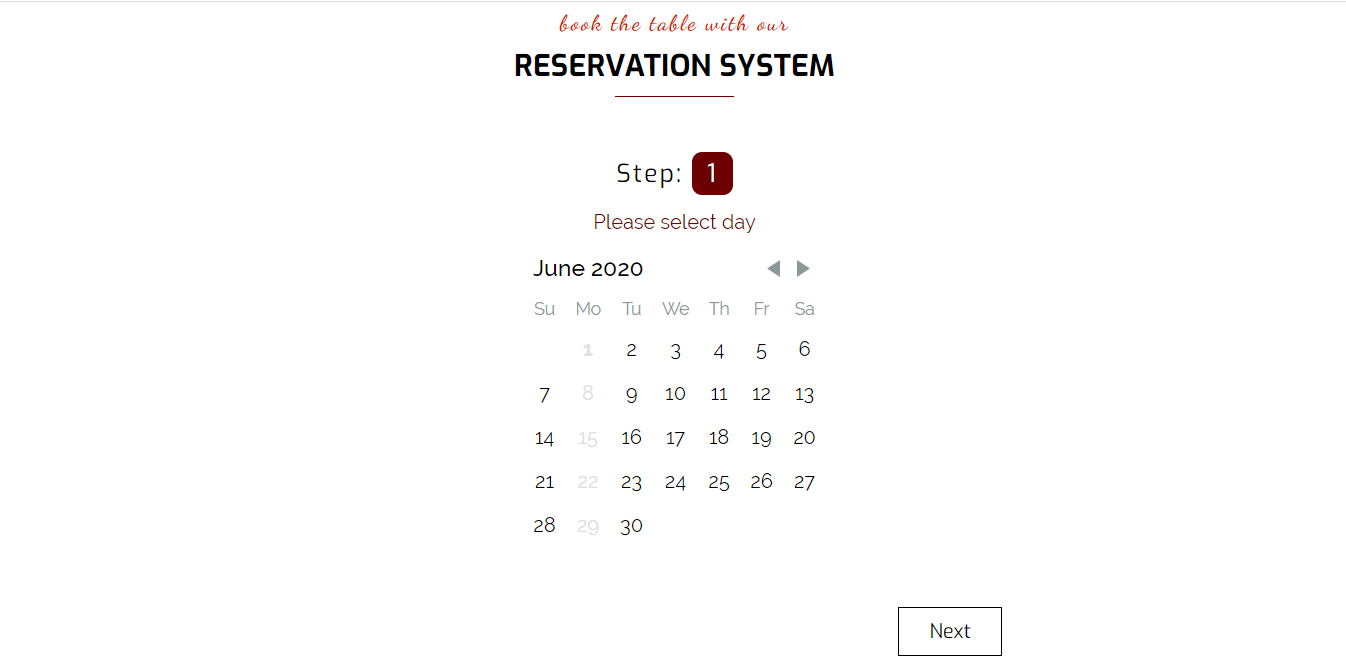 book the table with our
RESERVATION SYSTEM
Step: 1
Please select day
June 2020
Su Mo Tu We Th Fr Sa
1 2 3 4 5 6
7 8 9 10 11 12 13
14 15 16 17 18 19 20
21 22 23 24 25 26 27
28 29 30
Next